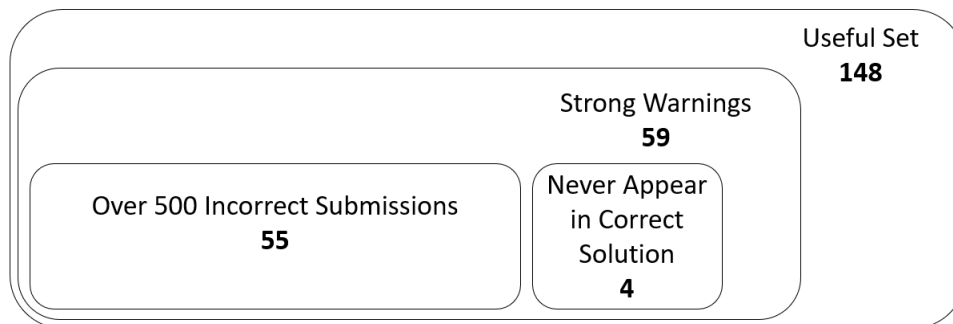 Useful Set
148
Strong Warnings
59
Over 500 Incorrect Submissions
55
Never Appear
in Correct
Solution
4